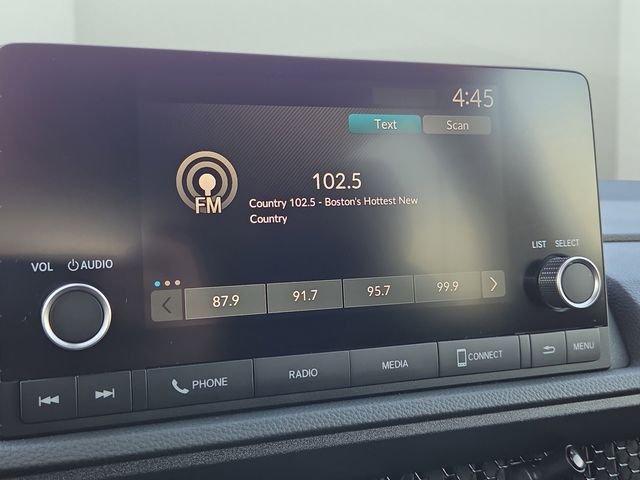 4:45
Text Scan
FM
102.5
Country 102.5 - Boston's Hottest New
Country
VOL AUDIO
LIST SELECT
87.9 91.7 95.7 99.9
PHONE RADIO MEDIA CONNECT MENU